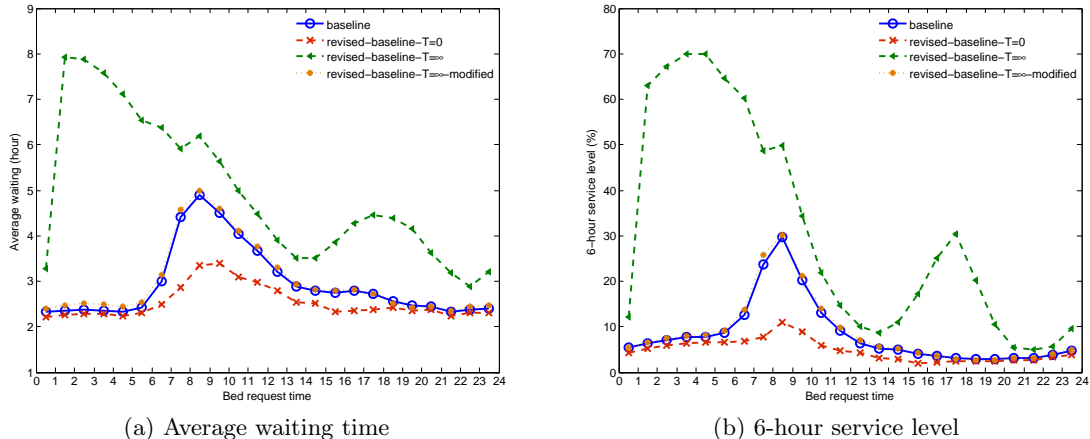 9
8
7
6
5
4
3
2
1
Average waiting (hour)
baseline
revised−baseline−T=0
revised−baseline−T=∞
revised−baseline−T=∞−modified
0 1 2 3 4 5 6 7 8 9 10 11 12 13 14 15 16 17 18 19 20 21 22 23 24
Bed request time
(a) Average waiting time
80
70
60
50
40
30
20
10
0
6−hour service level (%)
baseline
revised−baseline−T=0
revised−baseline−T=∞
revised−baseline−T=∞−modified
0 1 2 3 4 5 6 7 8 9 10 11 12 13 14 15 16 17 18 19 20 21 22 23 24
Bed request time
(b) 6-hour service level